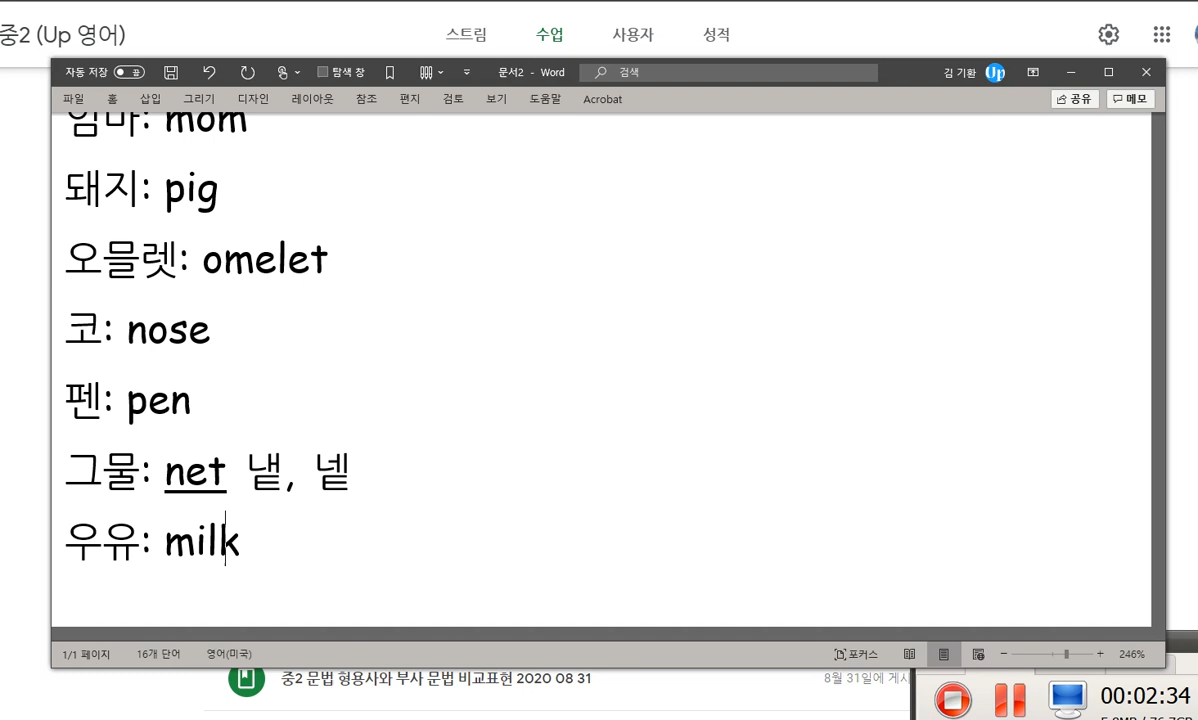 중2 (Up 영어)
스트림 수업 사용자 성적
자동 저장 탐색 창 문서2 - Word 검색 김 기환 Up
파일 홈 삽입 그리기 디자인 레이아웃 참조 편지 검토 보기 도움말 Acrobat 공유 메모
엄마: mom
돼지: pig
오믈렛: omelet
코: nose
펜: pen
그물: net 냍, 넽
우유: milk
1/1 페이지 16개 단어 영어(미국) 포커스 246%
중2 문법 형용사와 부사 문법 비교표현 2020 08 31 8월 31일에 게시
00:02:34